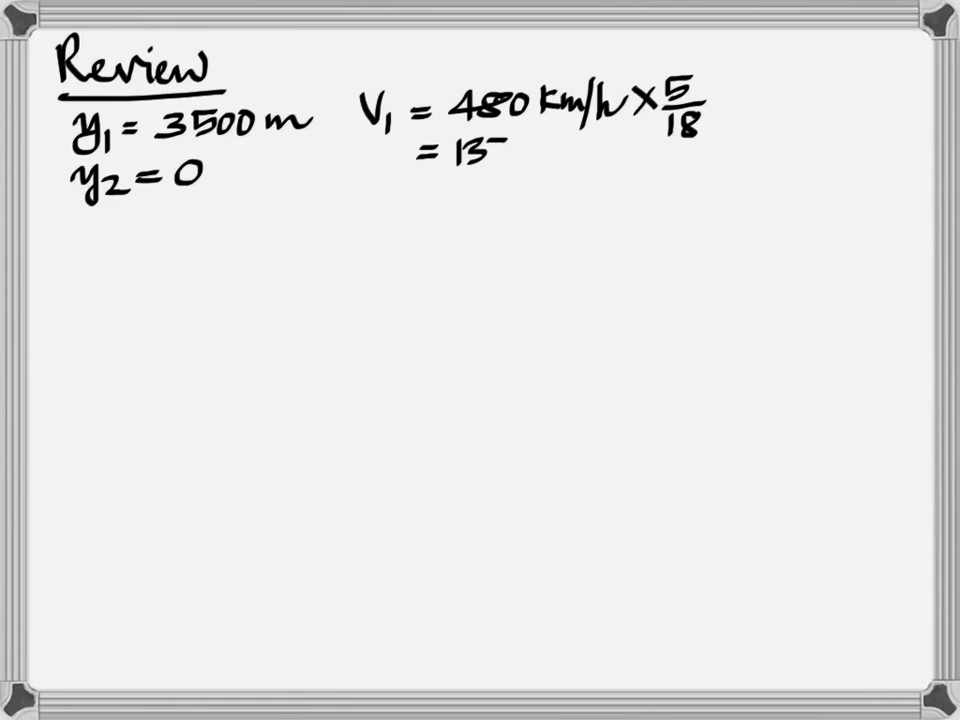 Review
y₁ = 3500 m
y₂ = 0
V₁ = 480 km/h × 5/18
= 13